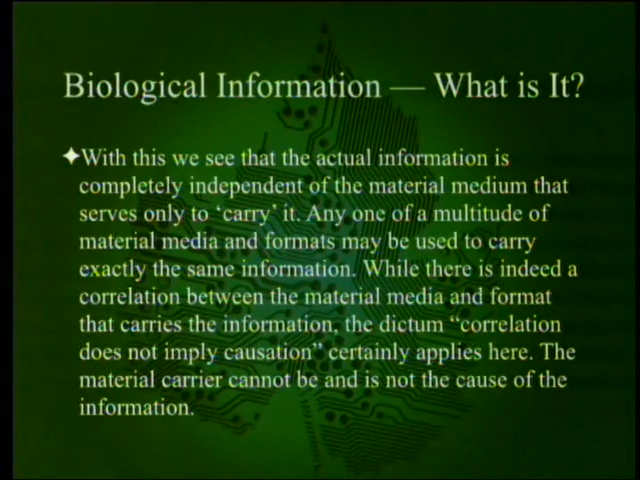 Biological Information — What is It?
✦With this we see that the actual information is
completely independent of the material medium that
serves only to ‘carry’ it. Any one of a multitude of
material media and formats may be used to carry
exactly the same information. While there is indeed a
correlation between the material media and format
that carries the information, the dictum “correlation
does not imply causation” certainly applies here. The
material carrier cannot be and is not the cause of the
information.